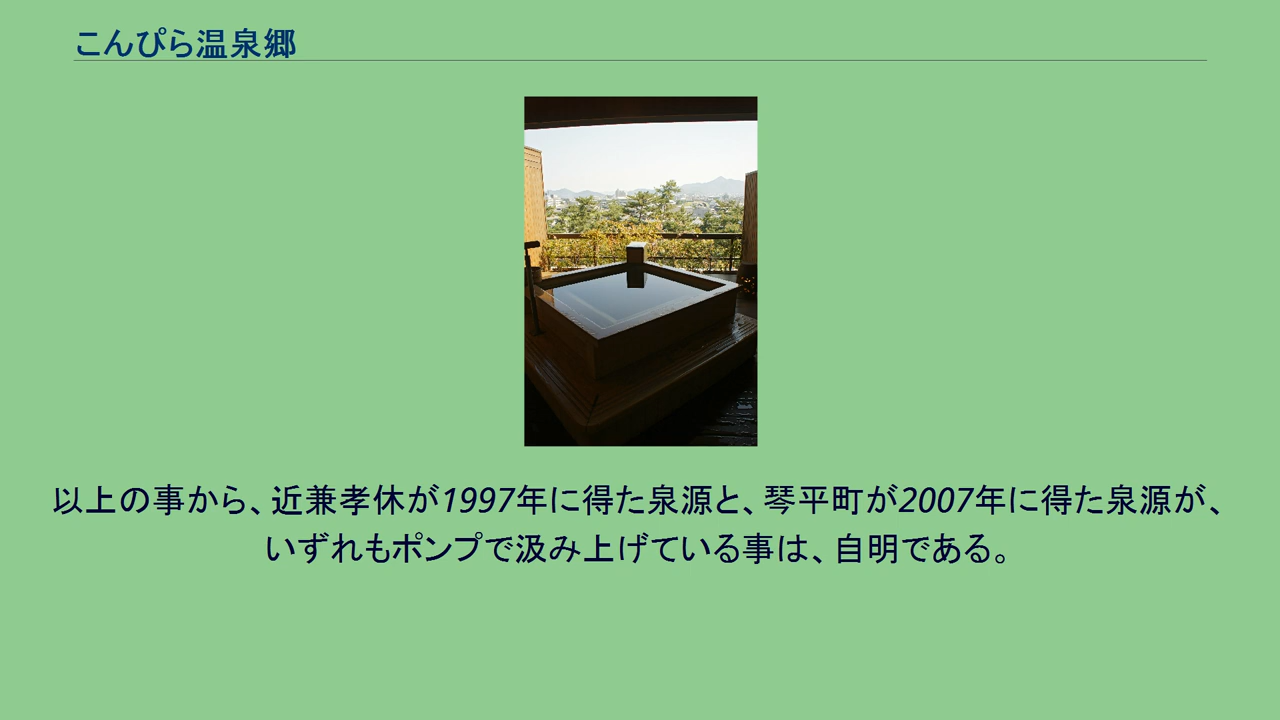 こんぴら温泉郷
以上の事から、近兼孝休が1997年に得た泉源と、琴平町が2007年に得た泉源が、
いずれもポンプで汲み上げている事は、自明である。